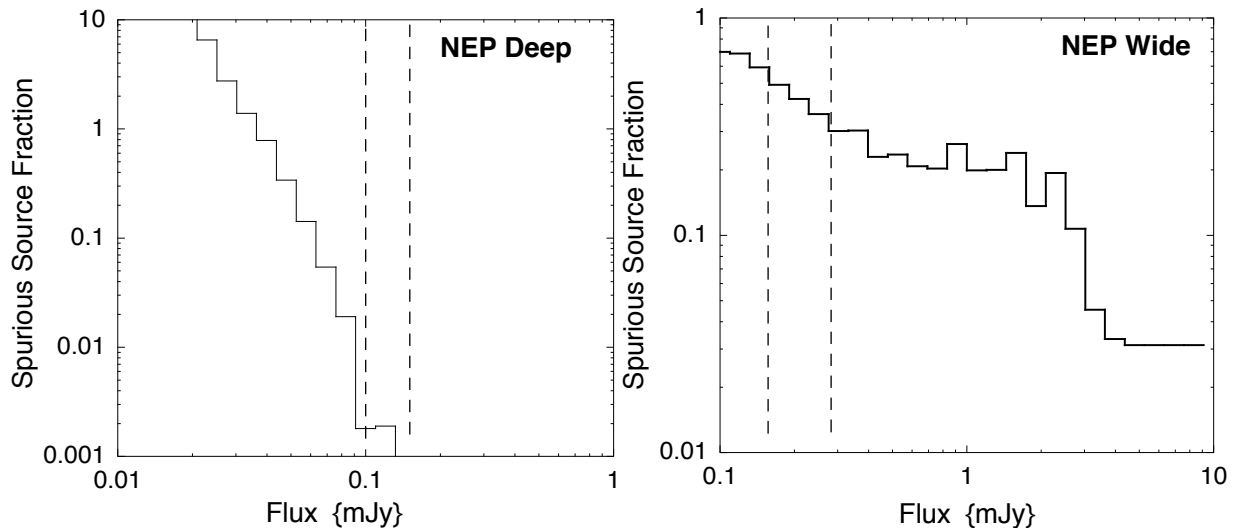 NEP Deep
Spurious Source Fraction
10
1
0.1
0.01
0.001
0.01
0.1
1
Flux {mJy}
NEP Wide
Spurious Source Fraction
1
0.1
0.01
0.1
1
10
Flux {mJy}